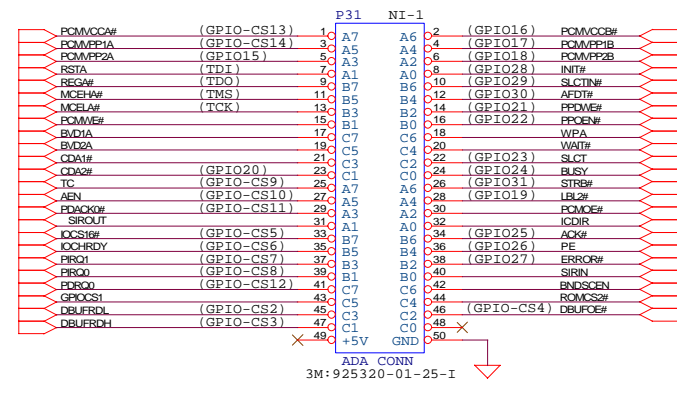 P31 NI-1
PCMVCCA# (GPIO-CS13) 1 A7 A6 2 (GPIO16) PCMVCCB#
PCMVPP1A (GPIO-CS14) 3 A5 A4 4 (GPIO17) PCMVPP1B
PCMVPP2A (GPIO15) 5 A3 A2 6 (GPIO18) PCMVPP2B
RSTA (TDI) 7 A1 A0 8 (GPIO28) INIT#
REGA# (TDO) 9 B7 B6 10 (GPIO29) SLCTIN#
MCEHA# (TMS) 11 B5 B4 12 (GPIO30) AFDT#
MCELA# (TCK) 13 B3 B2 14 (GPIO21) PPDWE#
PCMWE# 15 B1 B0 16 (GPIO22) PPOEN#
BVD1A 17 C7 C6 18 WPA
BVD2A 19 C5 C4 20 WAIT#
CDA1# 21 C3 C2 22 (GPIO23) SLCT
CDA2# (GPIO20) 23 C1 C0 24 (GPIO24) BUSY
TC (GPIO-CS9) 25 A7 A6 26 (GPIO31) STRB#
AEN (GPIO-CS10) 27 A5 A4 28 (GPIO19) LBL2#
PDACK0# (GPIO-CS11) 29 A3 A2 30 PCMOE#
SIROUT 31 A1 A0 32 ICDIR
IOCS16# (GPIO-CS5) 33 B7 B6 34 (GPIO25) ACK#
IOCHRDY (GPIO-CS6) 35 B5 B4 36 (GPIO26) PE
PIRQ1 (GPIO-CS7) 37 B3 B2 38 (GPIO27) ERROR#
PIRQ0 (GPIO-CS8) 39 B1 B0 40 SIRIN
PDRQ0 (GPIO-CS12) 41 C7 C6 42 BNDSCEN
GPIOCS1 43 C5 C4 44 ROMCS2#
DBUFRDL (GPIO-CS2) 45 C3 C2 46 (GPIO-CS4) DBUFOE#
DBUFRDH (GPIO-CS3) 47 C1 C0 48
49 +5V GND 50
ADA CONN
3M:925320-01-25-I